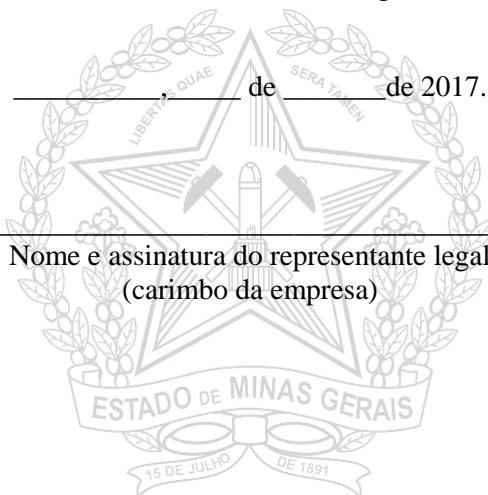 __________,_____ de _______de 2017.
LIBERTAS QUAE SERA TAMEN
__________________________________
Nome e assinatura do representante legal
(carimbo da empresa)
ESTADO DE MINAS GERAIS
15 DE JULHO DE 1891